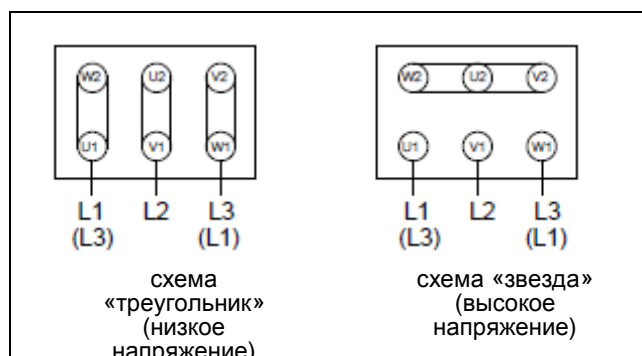 W2 U2 V2
U1 V1 W1
L1 L2 L3
(L3) (L1)
схема
«треугольник»
(низкое
напряжение)
W2 U2 V2
U1 V1 W1
L1 L2 L3
(L3) (L1)
схема «звезда»
(высокое
напряжение)